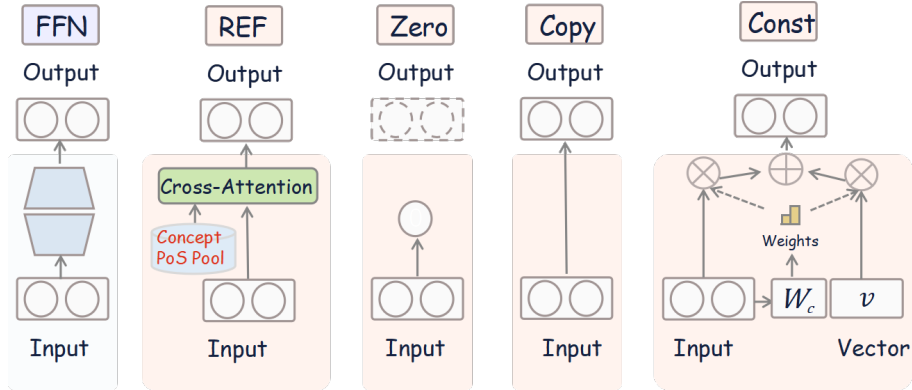 FFN
REF
Zero
Copy
Const
Output
Output
Output
Output
Output
Cross-Attention
Concept
PoS Pool
Weights
W_c
v
Input
Input
Input
Input
Input
Vector